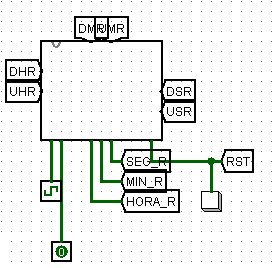 DMR UMR
DHR
UHR
DSR
USR
SEG_R
RST
MIN_R
HORA_R
0